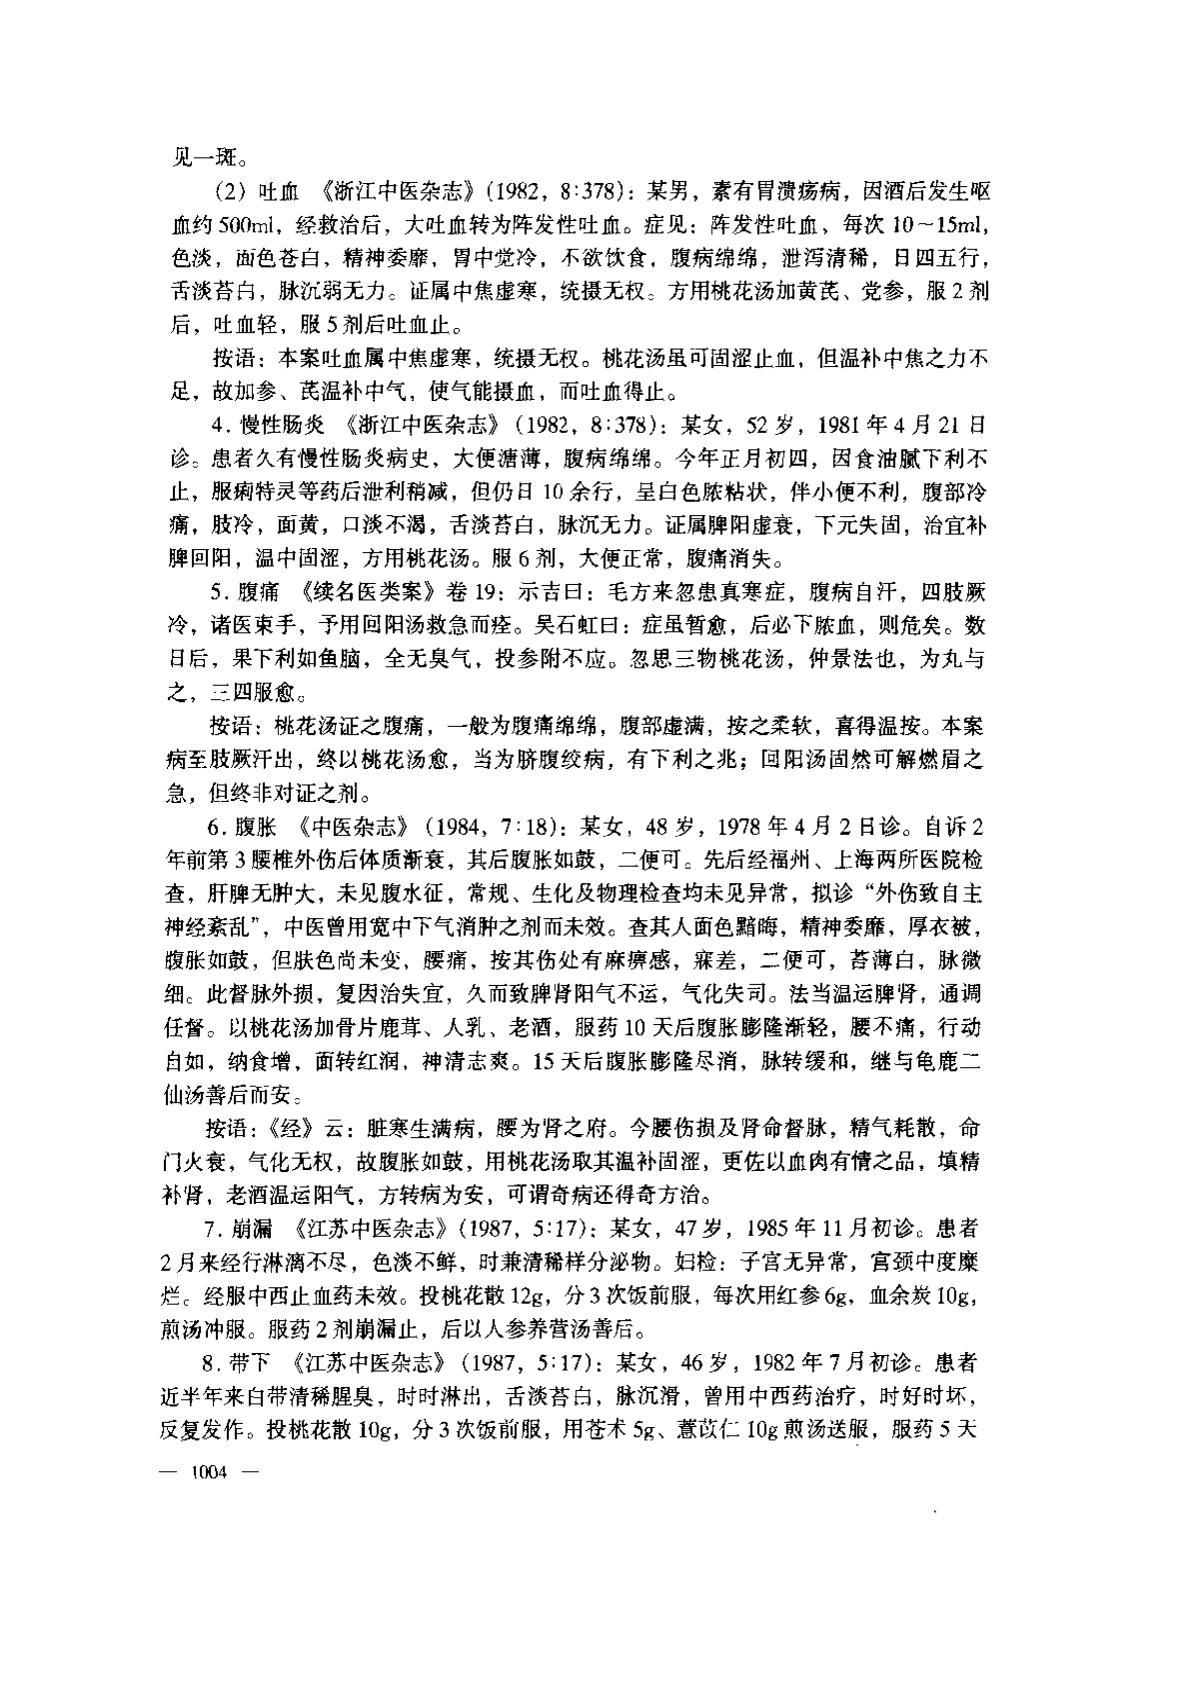 见一斑。
(2) 吐血 《浙江中医杂志》(1982，8:378)：某男，素有胃溃疡病，因酒后发生呕
血约500ml，经救治后，大吐血转为阵发性吐血。症见：阵发性吐血，每次10～15ml，
色淡，面色苍白，精神委靡，胃中觉冷，不欲饮食，腹病绵绵，泄泻清稀，日四五行，
舌淡苔白，脉沉弱无力。证属中焦虚寒，统摄无权。方用桃花汤加黄芪、党参，服2剂
后，吐血轻，服5剂后吐血止。
按语：本案吐血属中焦虚寒，统摄无权。桃花汤虽可固涩止血，但温补中焦之力不
足，故加参、芪温补中气，使气能摄血，而吐血得止。
4. 慢性肠炎 《浙江中医杂志》(1982，8:378)：某女，52岁，1981年4月21日
诊。患者久有慢性肠炎病史，大便溏薄，腹病绵绵。今年正月初四，因食油腻下利不
止，服痢特灵等药后泄利稍减，但仍日10余行，呈白色脓粘状，伴小便不利，腹部冷
痛，肢冷，面黄，口淡不渴，舌淡苔白，脉沉无力。证属脾阳虚衰，下元失固，治宜补
脾回阳，温中固涩，方用桃花汤。服6剂，大便正常，腹痛消失。
5. 腹痛 《续名医类案》卷19：示吉曰：毛方来忽患真寒症，腹病自汗，四肢厥
冷，诸医束手，予用回阳汤救急而痊。吴石虹曰：症虽暂愈，后必下脓血，则危矣。数
日后，果下利如鱼脑，全无臭气，投参附不应。忽思三物桃花汤，仲景法也，为丸与
之，三四服愈。
按语：桃花汤证之腹痛，一般为腹痛绵绵，腹部虚满，按之柔软，喜得温按。本案
病至肢厥汗出，终以桃花汤愈，当为脐腹绞病，有下利之兆；回阳汤固然可解燃眉之
急，但终非对证之剂。
6. 腹胀 《中医杂志》(1984，7:18)：某女，48岁，1978年4月2日诊。自诉2
年前第3腰椎外伤后体质渐衰，其后腹胀如鼓，二便可。先后经福州、上海两所医院检
查，肝脾无肿大，未见腹水征，常规、生化及物理检查均未见异常，拟诊“外伤致自主
神经紊乱”，中医曾用宽中下气消肿之剂而未效。查其人面色黯晦，精神委靡，厚衣被，
腹胀如鼓，但肤色尚未变，腰痛，按其伤处有麻痹感，寐差，二便可，苔薄白，脉微
细。此督脉外损，复因治失宜，久而致脾肾阳气不运，气化失司。法当温运脾肾，通调
任督。以桃花汤加骨片鹿茸、人乳、老酒，服药10天后腹胀膨隆渐轻，腰不痛，行动
自如，纳食增，面转红润，神清志爽。15天后腹胀膨隆尽消，脉转缓和，继与龟鹿二
仙汤善后而安。
按语：《经》云：脏寒生满病，腰为肾之府。今腰伤损及肾命督脉，精气耗散，命
门火衰，气化无权，故腹胀如鼓，用桃花汤取其温补固涩，更佐以血肉有情之品，填精
补肾，老酒温运阳气，方转病为安，可谓奇病还得奇方治。
7. 崩漏 《江苏中医杂志》(1987，5:17)：某女，47岁，1985年11月初诊。患者
2月来经行淋漓不尽，色淡不鲜，时兼清稀样分泌物。妇检：子宫无异常，宫颈中度糜
烂。经服中西止血药未效。投桃花散12g，分3次饭前服，每次用红参6g，血余炭10g，
煎汤冲服。服药2剂崩漏止，后以人参养营汤善后。
8. 带下 《江苏中医杂志》(1987，5:17)：某女，46岁，1982年7月初诊。患者
近半年来白带清稀腥臭，时时淋出，舌淡苔白，脉沉滑，曾用中西药治疗，时好时坏，
反复发作。投桃花散10g，分3次饭前服，用苍术5g、薏苡仁10g煎汤送服，服药5天
— 1004 —